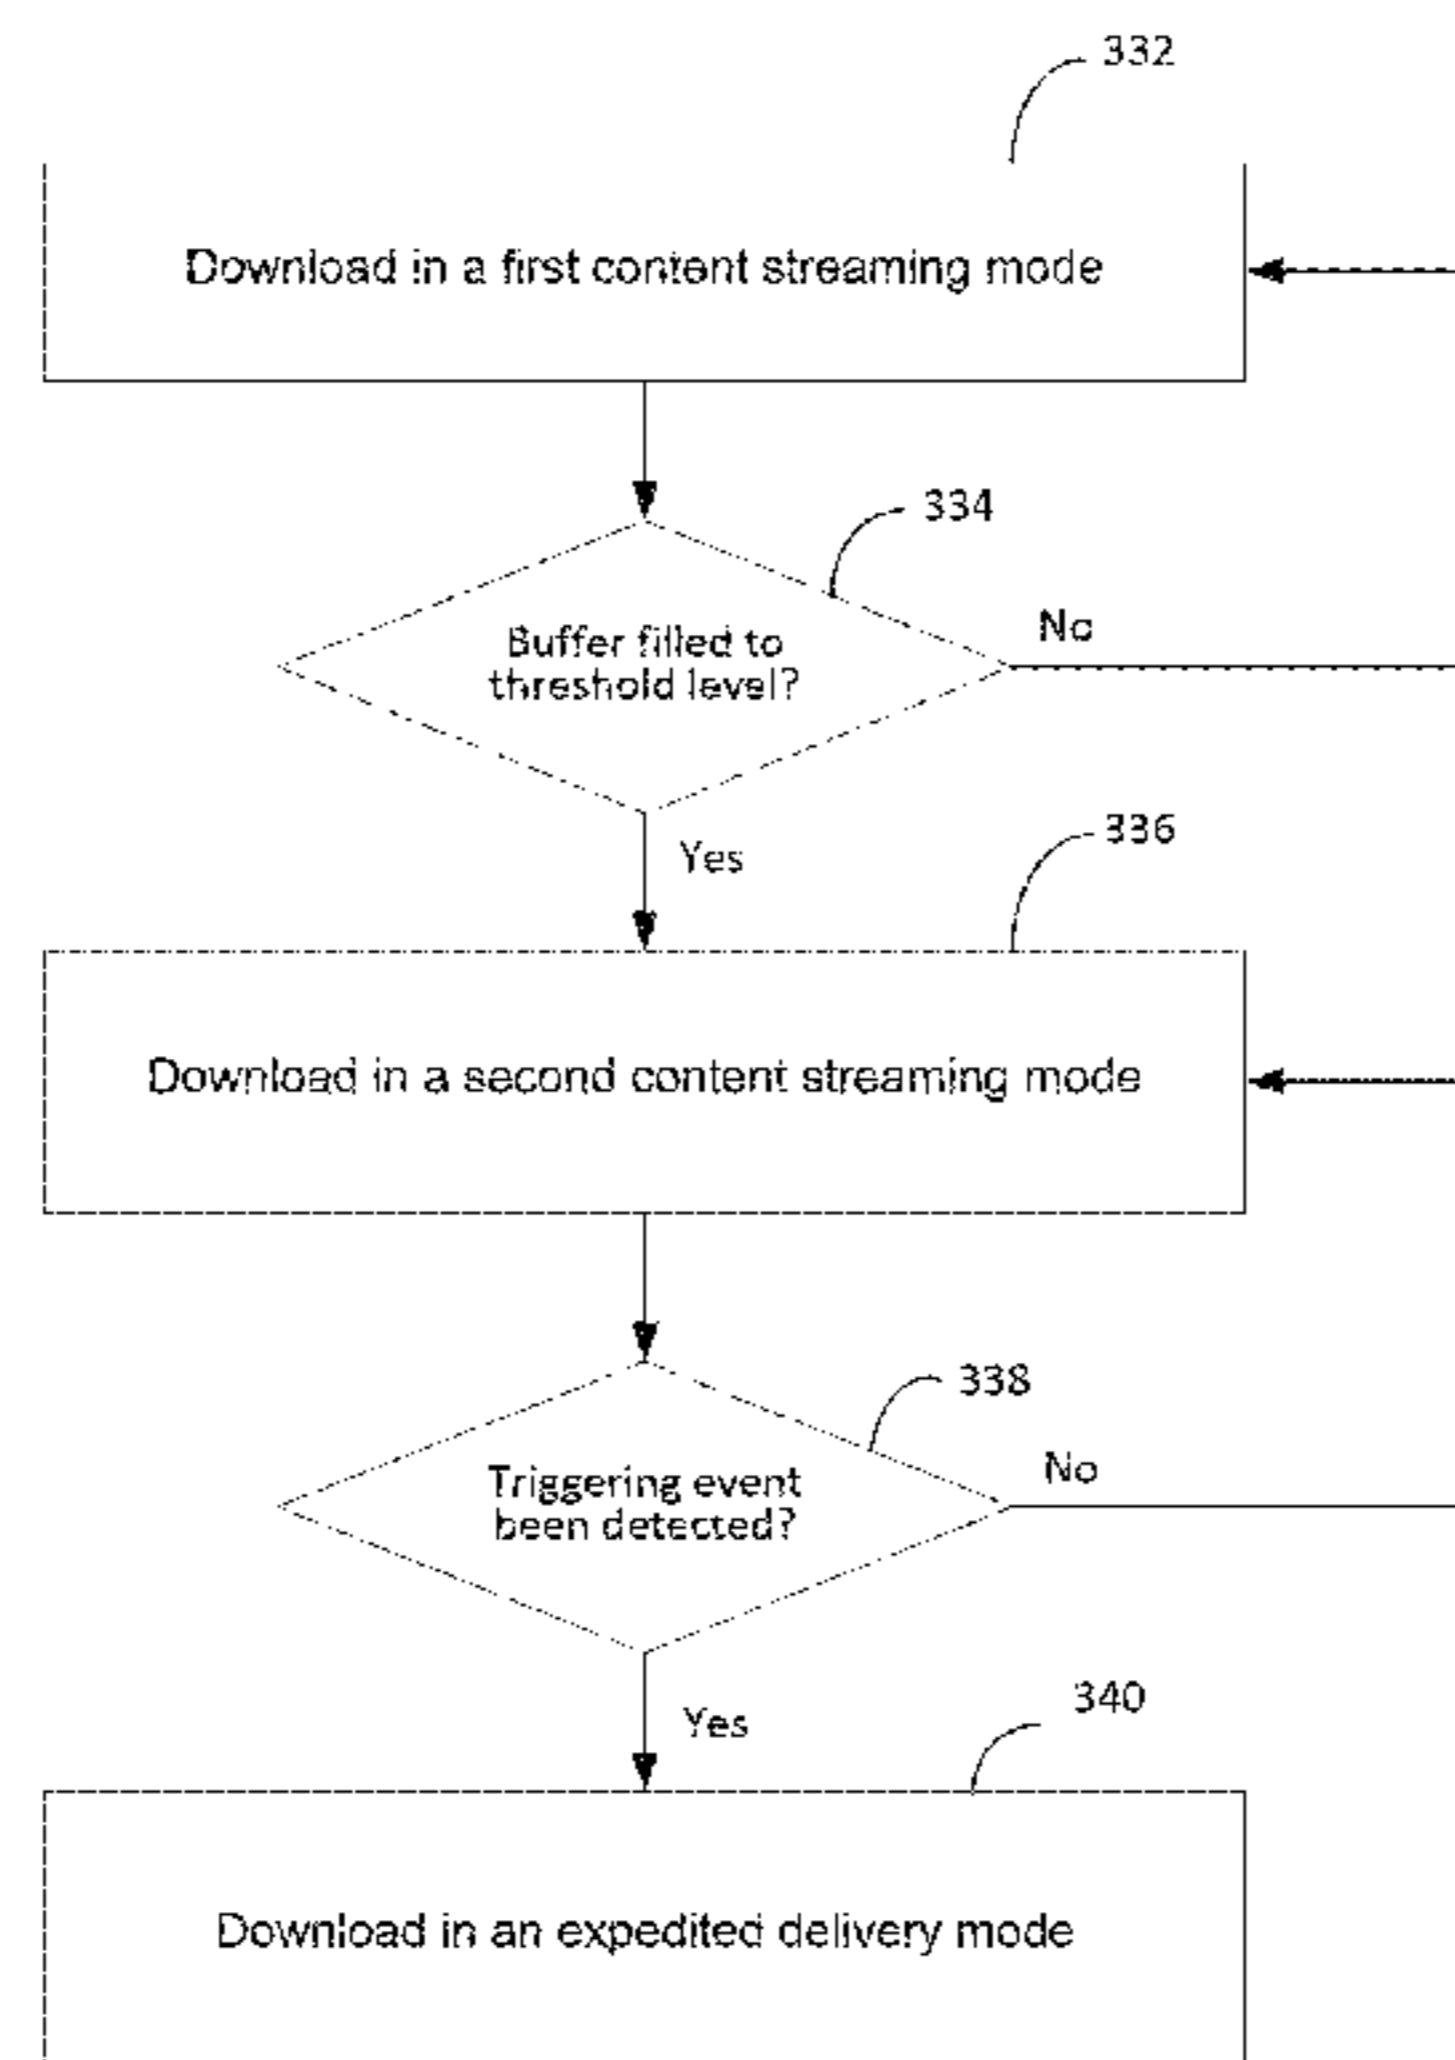 332
Download in a first content streaming mode
334
Buffer filled to
threshold level?
No
Yes
336
Download in a second content streaming mode
338
Triggering event
been detected?
No
Yes
340
Download in an expedited delivery mode